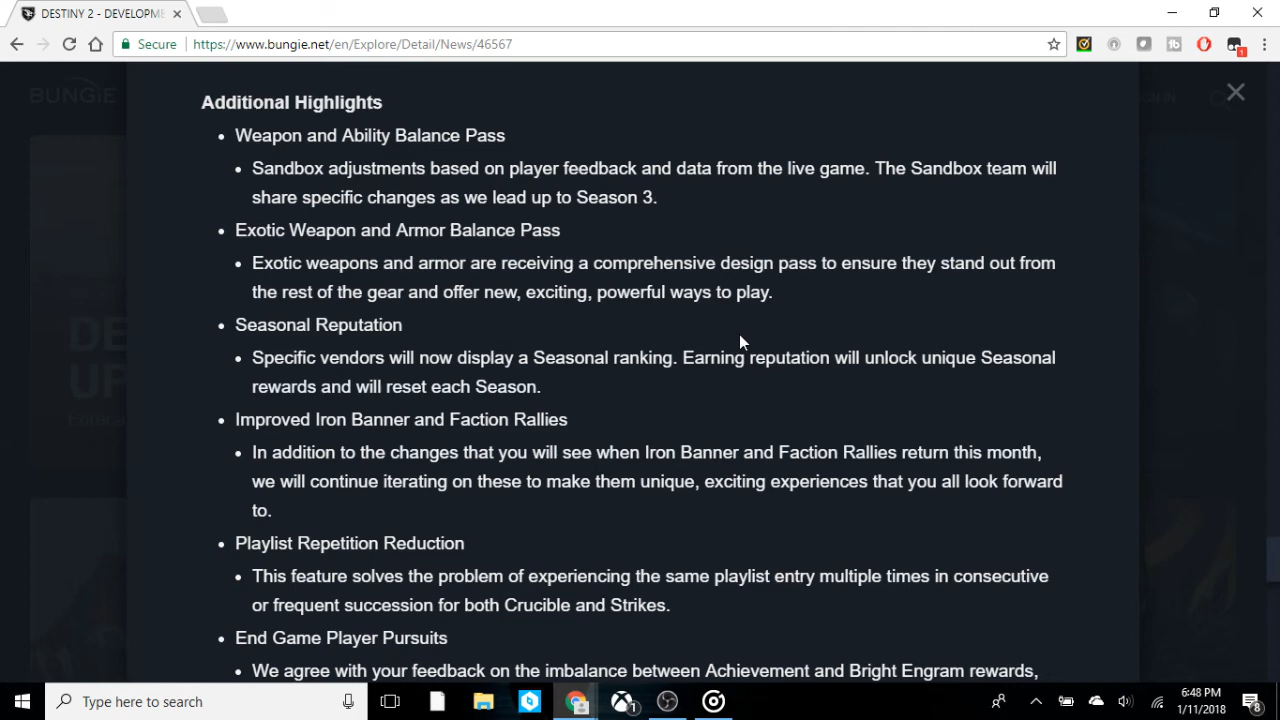 DESTINY 2 - DEVELOPME
Secure
https://www.bungie.net/en/Explore/Detail/News/46567
1
BUNGIE
Additional Highlights
• Weapon and Ability Balance Pass
• Sandbox adjustments based on player feedback and data from the live game. The Sandbox team will
share specific changes as we lead up to Season 3.
• Exotic Weapon and Armor Balance Pass
• Exotic weapons and armor are receiving a comprehensive design pass to ensure they stand out from
the rest of the gear and offer new, exciting, powerful ways to play.
• Seasonal Reputation
• Specific vendors will now display a Seasonal ranking. Earning reputation will unlock unique Seasonal
rewards and will reset each Season.
• Improved Iron Banner and Faction Rallies
• In addition to the changes that you will see when Iron Banner and Faction Rallies return this month,
we will continue iterating on these to make them unique, exciting experiences that you all look forward
to.
• Playlist Repetition Reduction
• This feature solves the problem of experiencing the same playlist entry multiple times in consecutive
or frequent succession for both Crucible and Strikes.
• End Game Player Pursuits
• We agree with your feedback on the imbalance between Achievement and Bright Engram rewards,
Type here to search
1
6:48 PM
1/11/2018
8